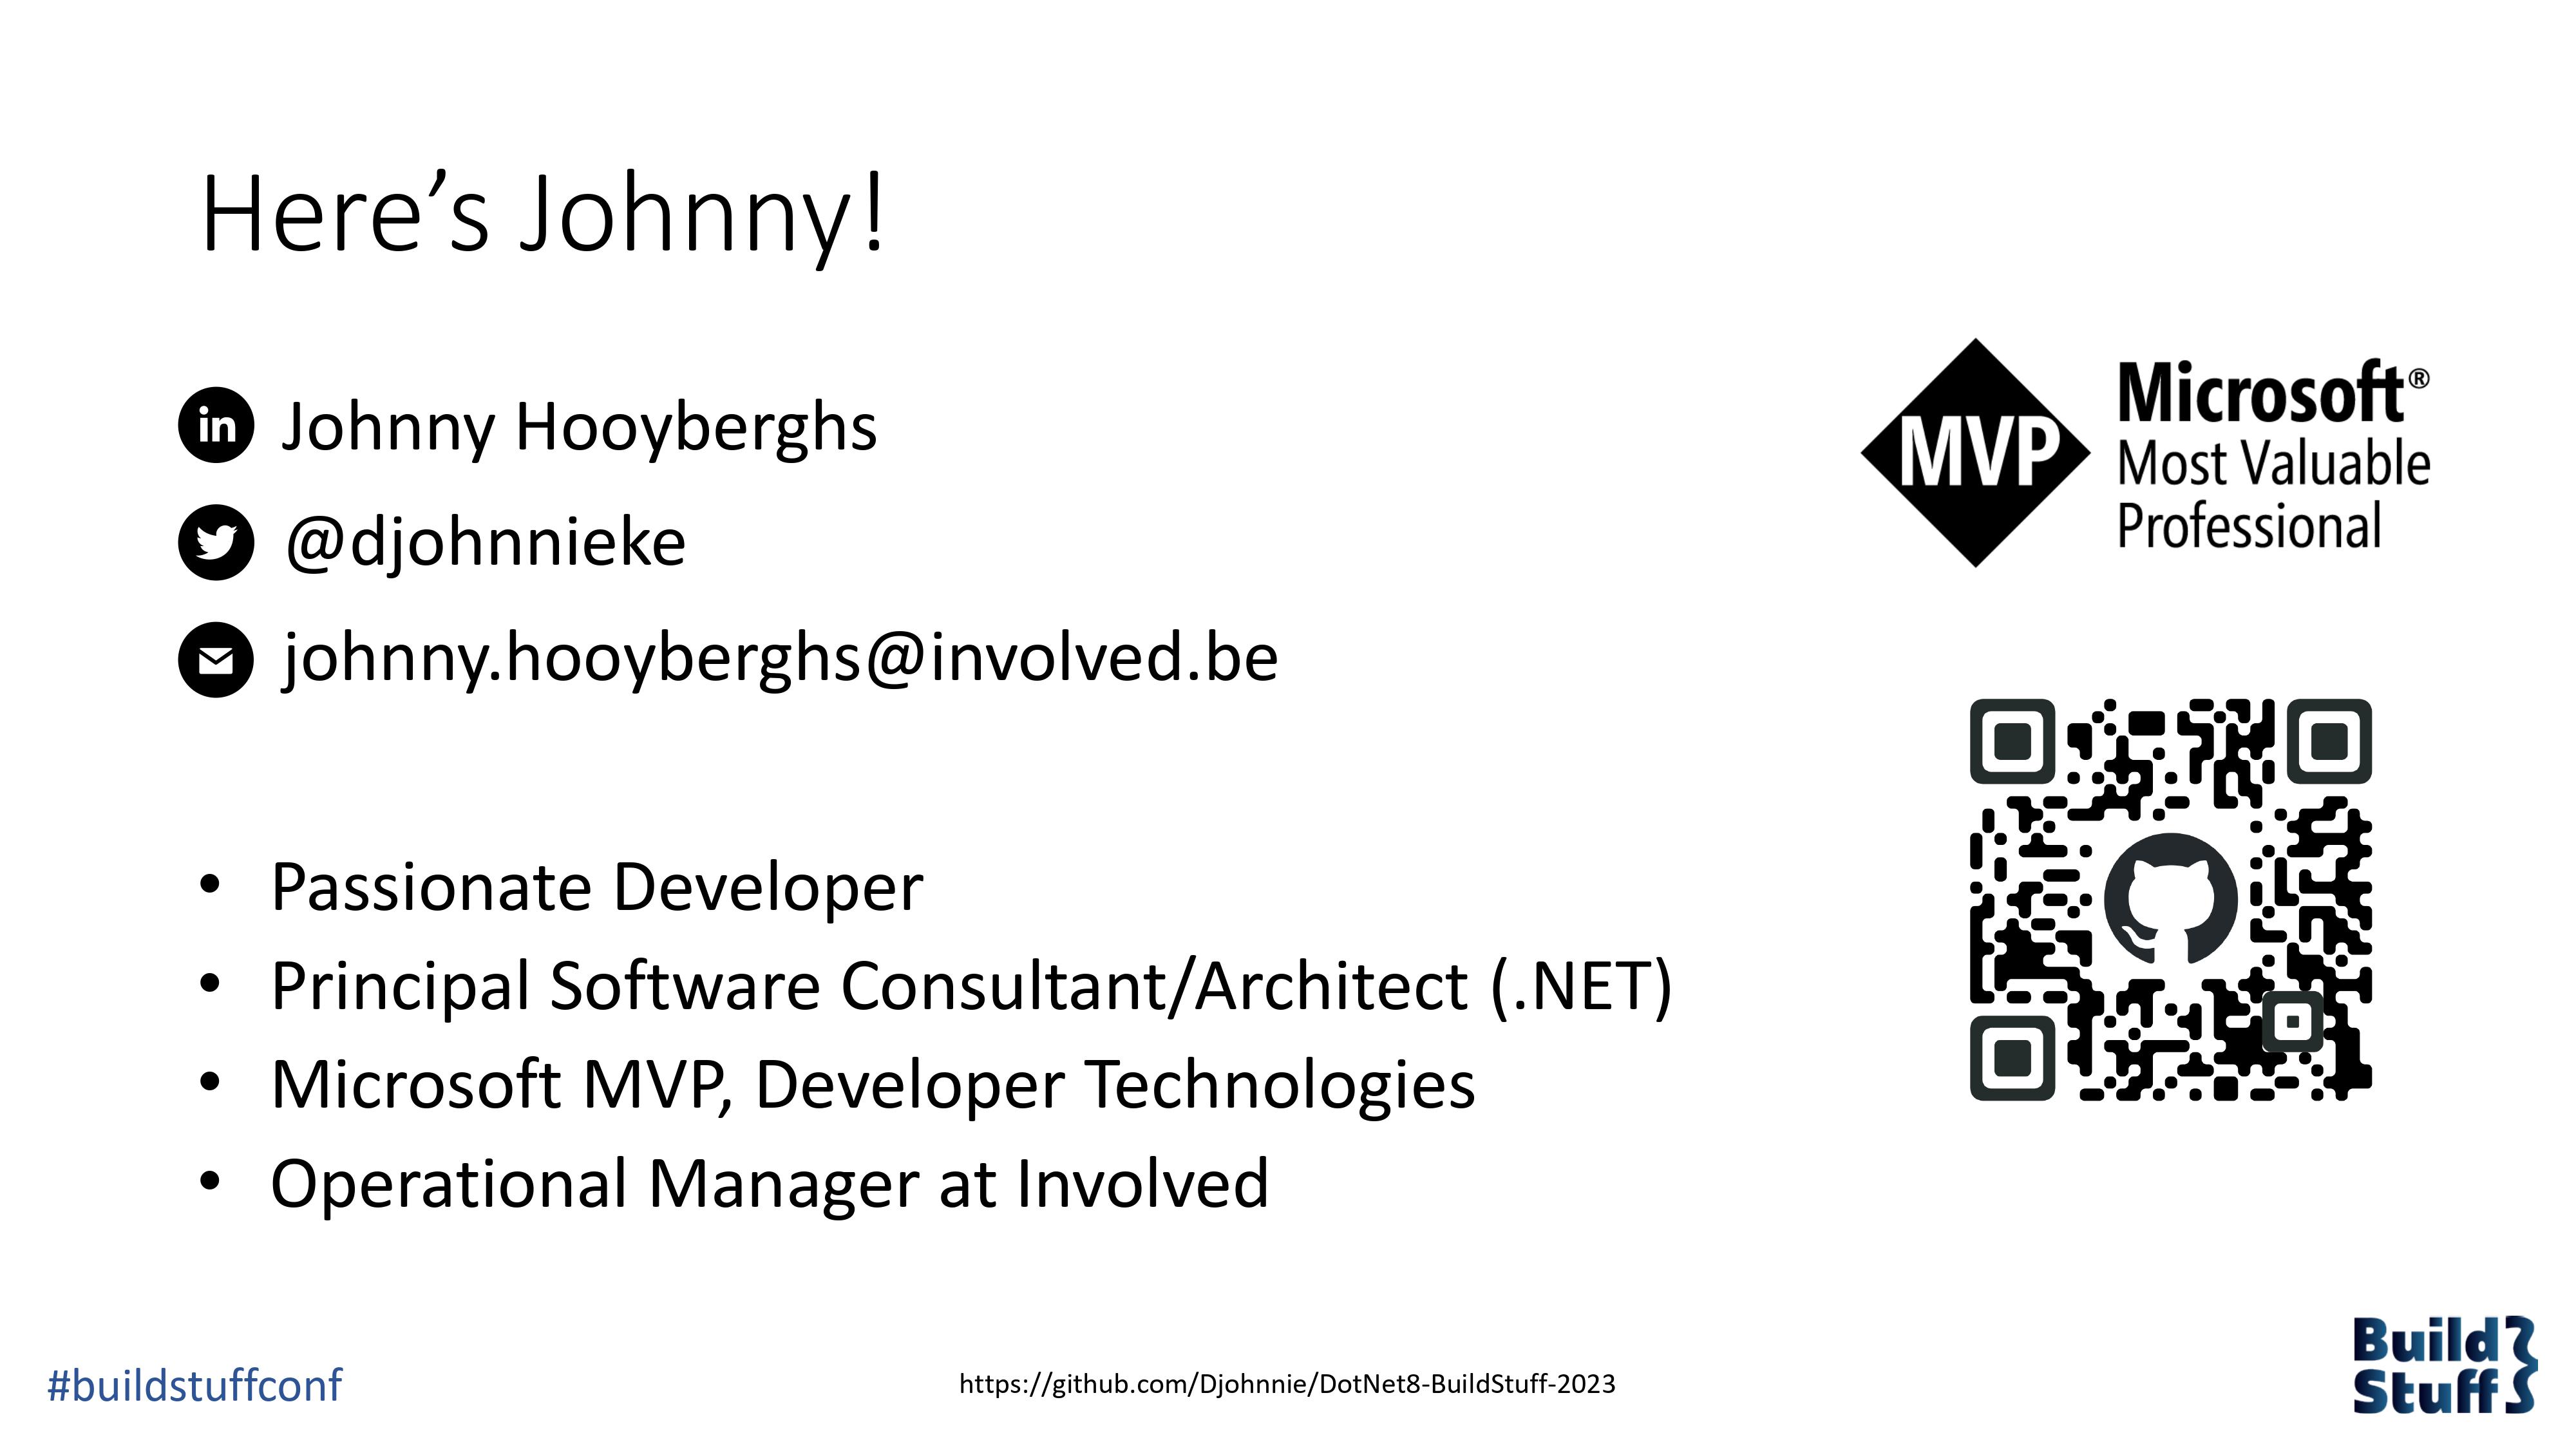 Here’s Johnny!
in Johnny Hooyberghs
@djohnnieke
johnny.hooyberghs@involved.be
MVP
Microsoft®
Most Valuable
Professional
• Passionate Developer
• Principal Software Consultant/Architect (.NET)
• Microsoft MVP, Developer Technologies
• Operational Manager at Involved
#buildstuffconf
https://github.com/Djohnnie/DotNet8-BuildStuff-2023
Build
Stuff